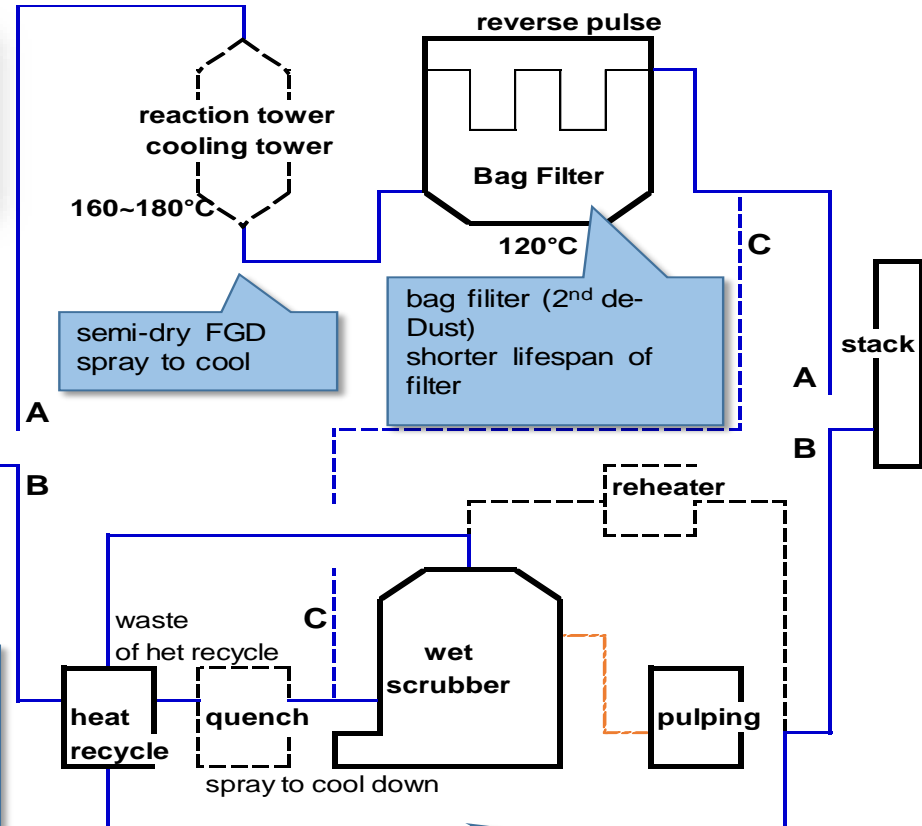 reverse pulse
reaction tower
cooling tower
Bag Filter
160~180°C
120°C
C
bag filiter (2nd de-
Dust)
shorter lifespan of
filter
semi-dry FGD
spray to cool
stack
A
A
B
B
reheater
waste
of het recycle
C
wet
scrubber
heat
recycle
quench
pulping
spray to cool down